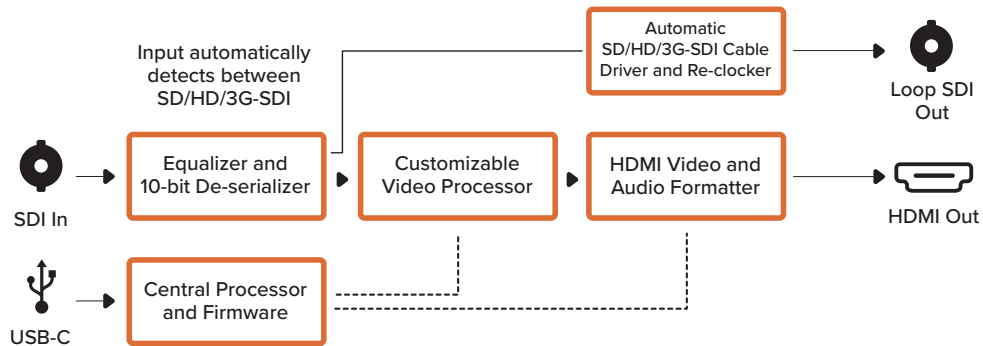 Input automatically
detects between
SD/HD/3G-SDI
Automatic
SD/HD/3G-SDI Cable
Driver and Re-clocker
Loop SDI
Out
SDI In
Equalizer and
10-bit De-serializer
Customizable
Video Processor
HDMI Video and
Audio Formatter
HDMI Out
USB-C
Central Processor
and Firmware